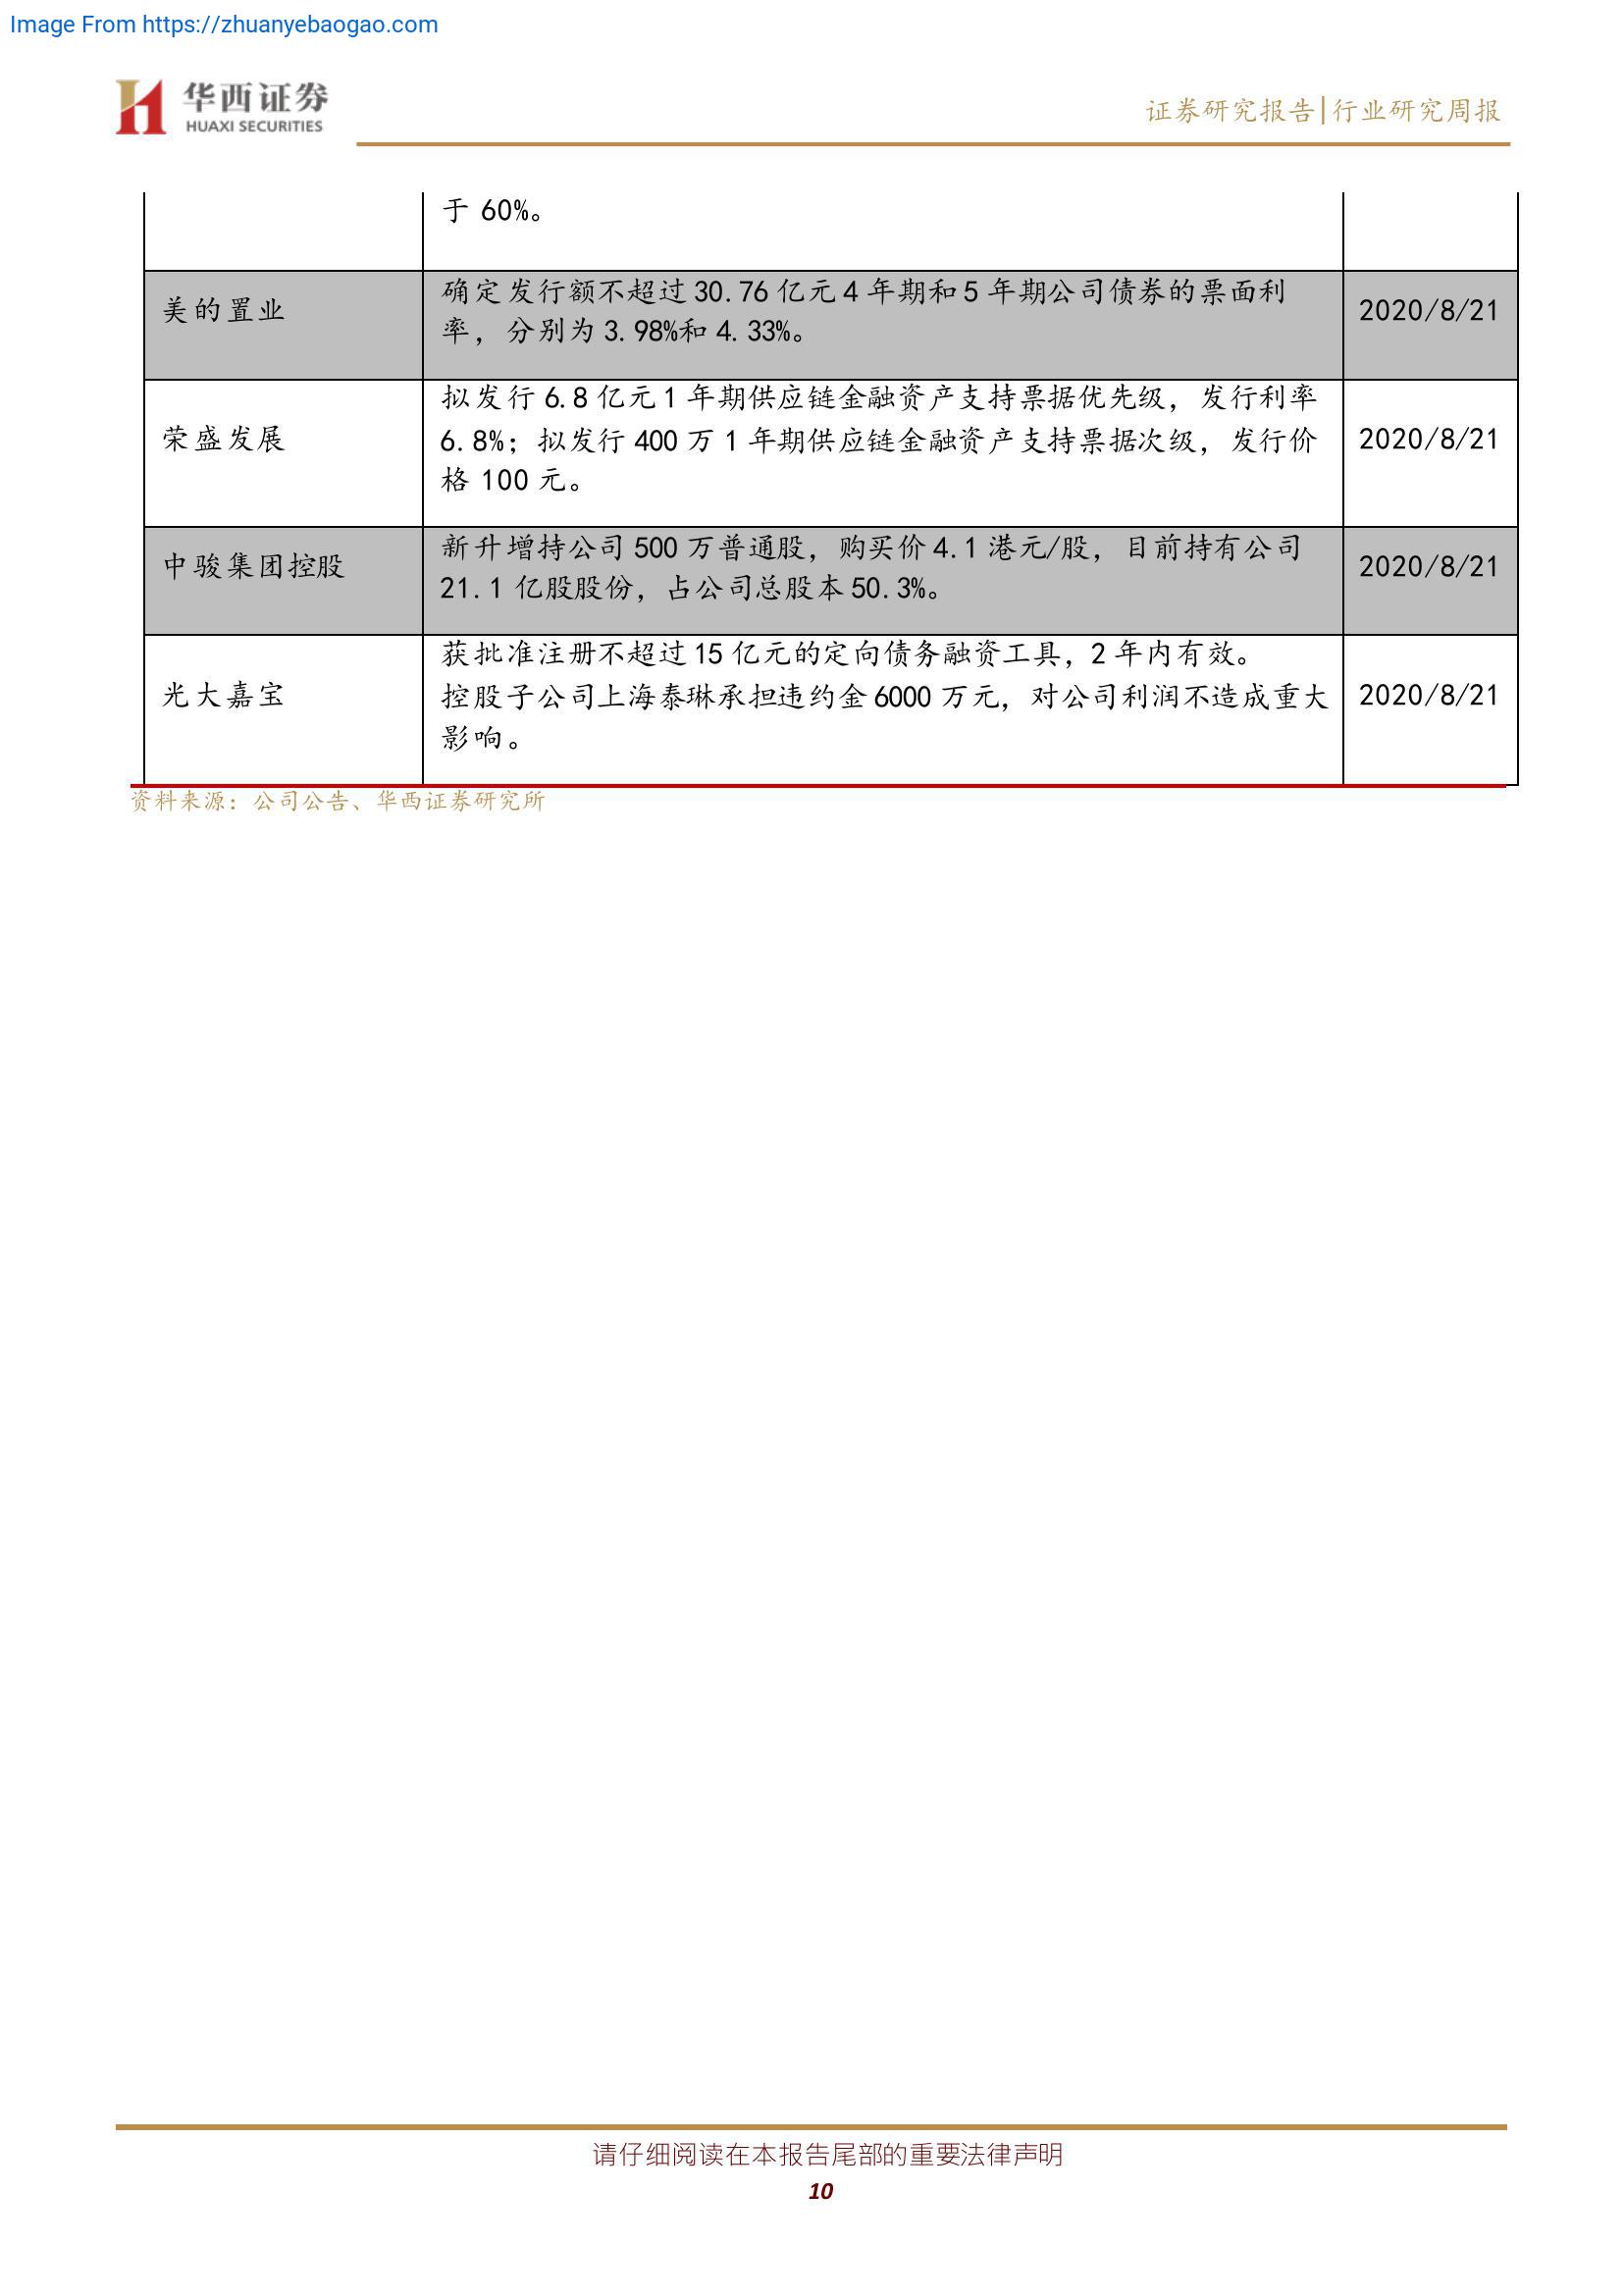 Image From https://zhuanyebaogao.com
华西证券
HUAXI SECURITIES
证券研究报告|行业研究周报
于 60%。
美的置业
确定发行额不超过 30.76 亿元 4 年期和 5 年期公司债券的票面利
率，分别为 3.98%和 4.33%。
2020/8/21
荣盛发展
拟发行 6.8 亿元 1 年期供应链金融资产支持票据优先级，发行利率
6.8%；拟发行 400 万 1 年期供应链金融资产支持票据次级，发行价
格 100 元。
2020/8/21
中骏集团控股
新升增持公司 500 万普通股，购买价 4.1 港元/股，目前持有公司
21.1 亿股股份，占公司总股本 50.3%。
2020/8/21
光大嘉宝
获批准注册不超过 15 亿元的定向债务融资工具，2 年内有效。
控股子公司上海泰琳承担违约金 6000 万元，对公司利润不造成重大
影响。
2020/8/21
资料来源：公司公告、华西证券研究所
请仔细阅读在本报告尾部的重要法律声明
10